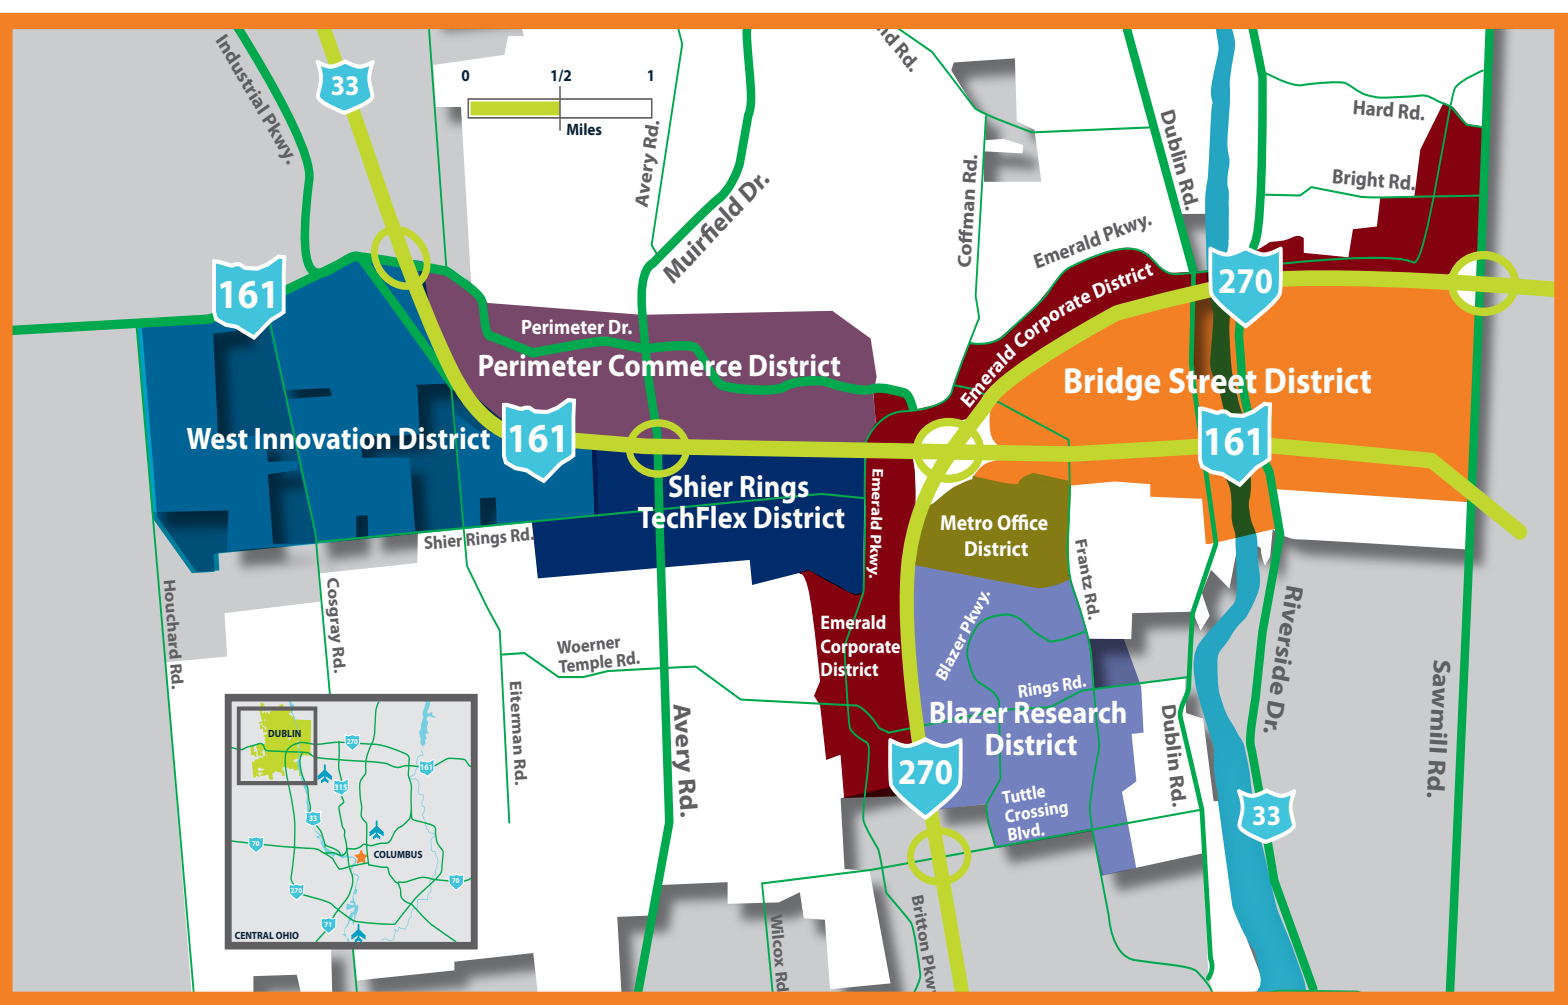 Industrial Pkwy.
33
0 1/2 1
Miles
Avery Rd.
Muirfield Dr.
Rd.
Coffman Rd.
Dublin Rd.
Hard Rd.
Bright Rd.
Emerald Pkwy.
161
270
Emerald Corporate District
Perimeter Dr.
Perimeter Commerce District
Bridge Street District
West Innovation District
161
161
Shier Rings
TechFlex District
Emerald Pkwy.
Metro Office
District
Shier Rings Rd.
Frantz Rd.
Houchard Rd.
Cosgray Rd.
Woerner
Temple Rd.
Eiterman Rd.
Avery Rd.
Emerald
Corporate
District
Blazer Pkwy.
Rings Rd.
Blazer Research
District
Riverside Dr.
Sawmill Rd.
Dublin Rd.
270
Tuttle
Crossing
Blvd.
33
Wilcox Rd
Britton Pkw
DUBLIN
270
161
315
33
70
COLUMBUS
70
270
71
CENTRAL OHIO